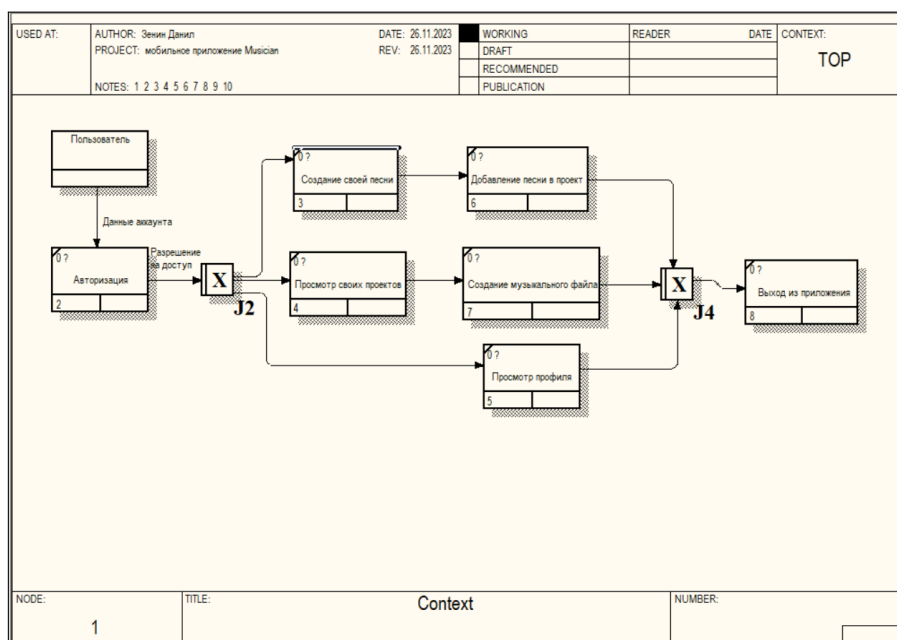 USED AT:
AUTHOR: Зенин Данил
DATE: 26.11.2023
PROJECT: мобильное приложение Musician
REV: 26.11.2023
NOTES: 1 2 3 4 5 6 7 8 9 10
WORKING
DRAFT
RECOMMENDED
PUBLICATION
READER
DATE
CONTEXT:
TOP
Пользователь
Данные аккаунта
0 ?
Авторизация
2
Разрешение
на доступ
X
J2
0 ?
Создание своей песни
3
0 ?
Добавление песни в проект
6
0 ?
Просмотр своих проектов
4
0 ?
Создание музыкального файла
7
0 ?
Просмотр профиля
5
X
J4
0 ?
Выход из приложения
8
NODE:
1
TITLE:
Context
NUMBER: